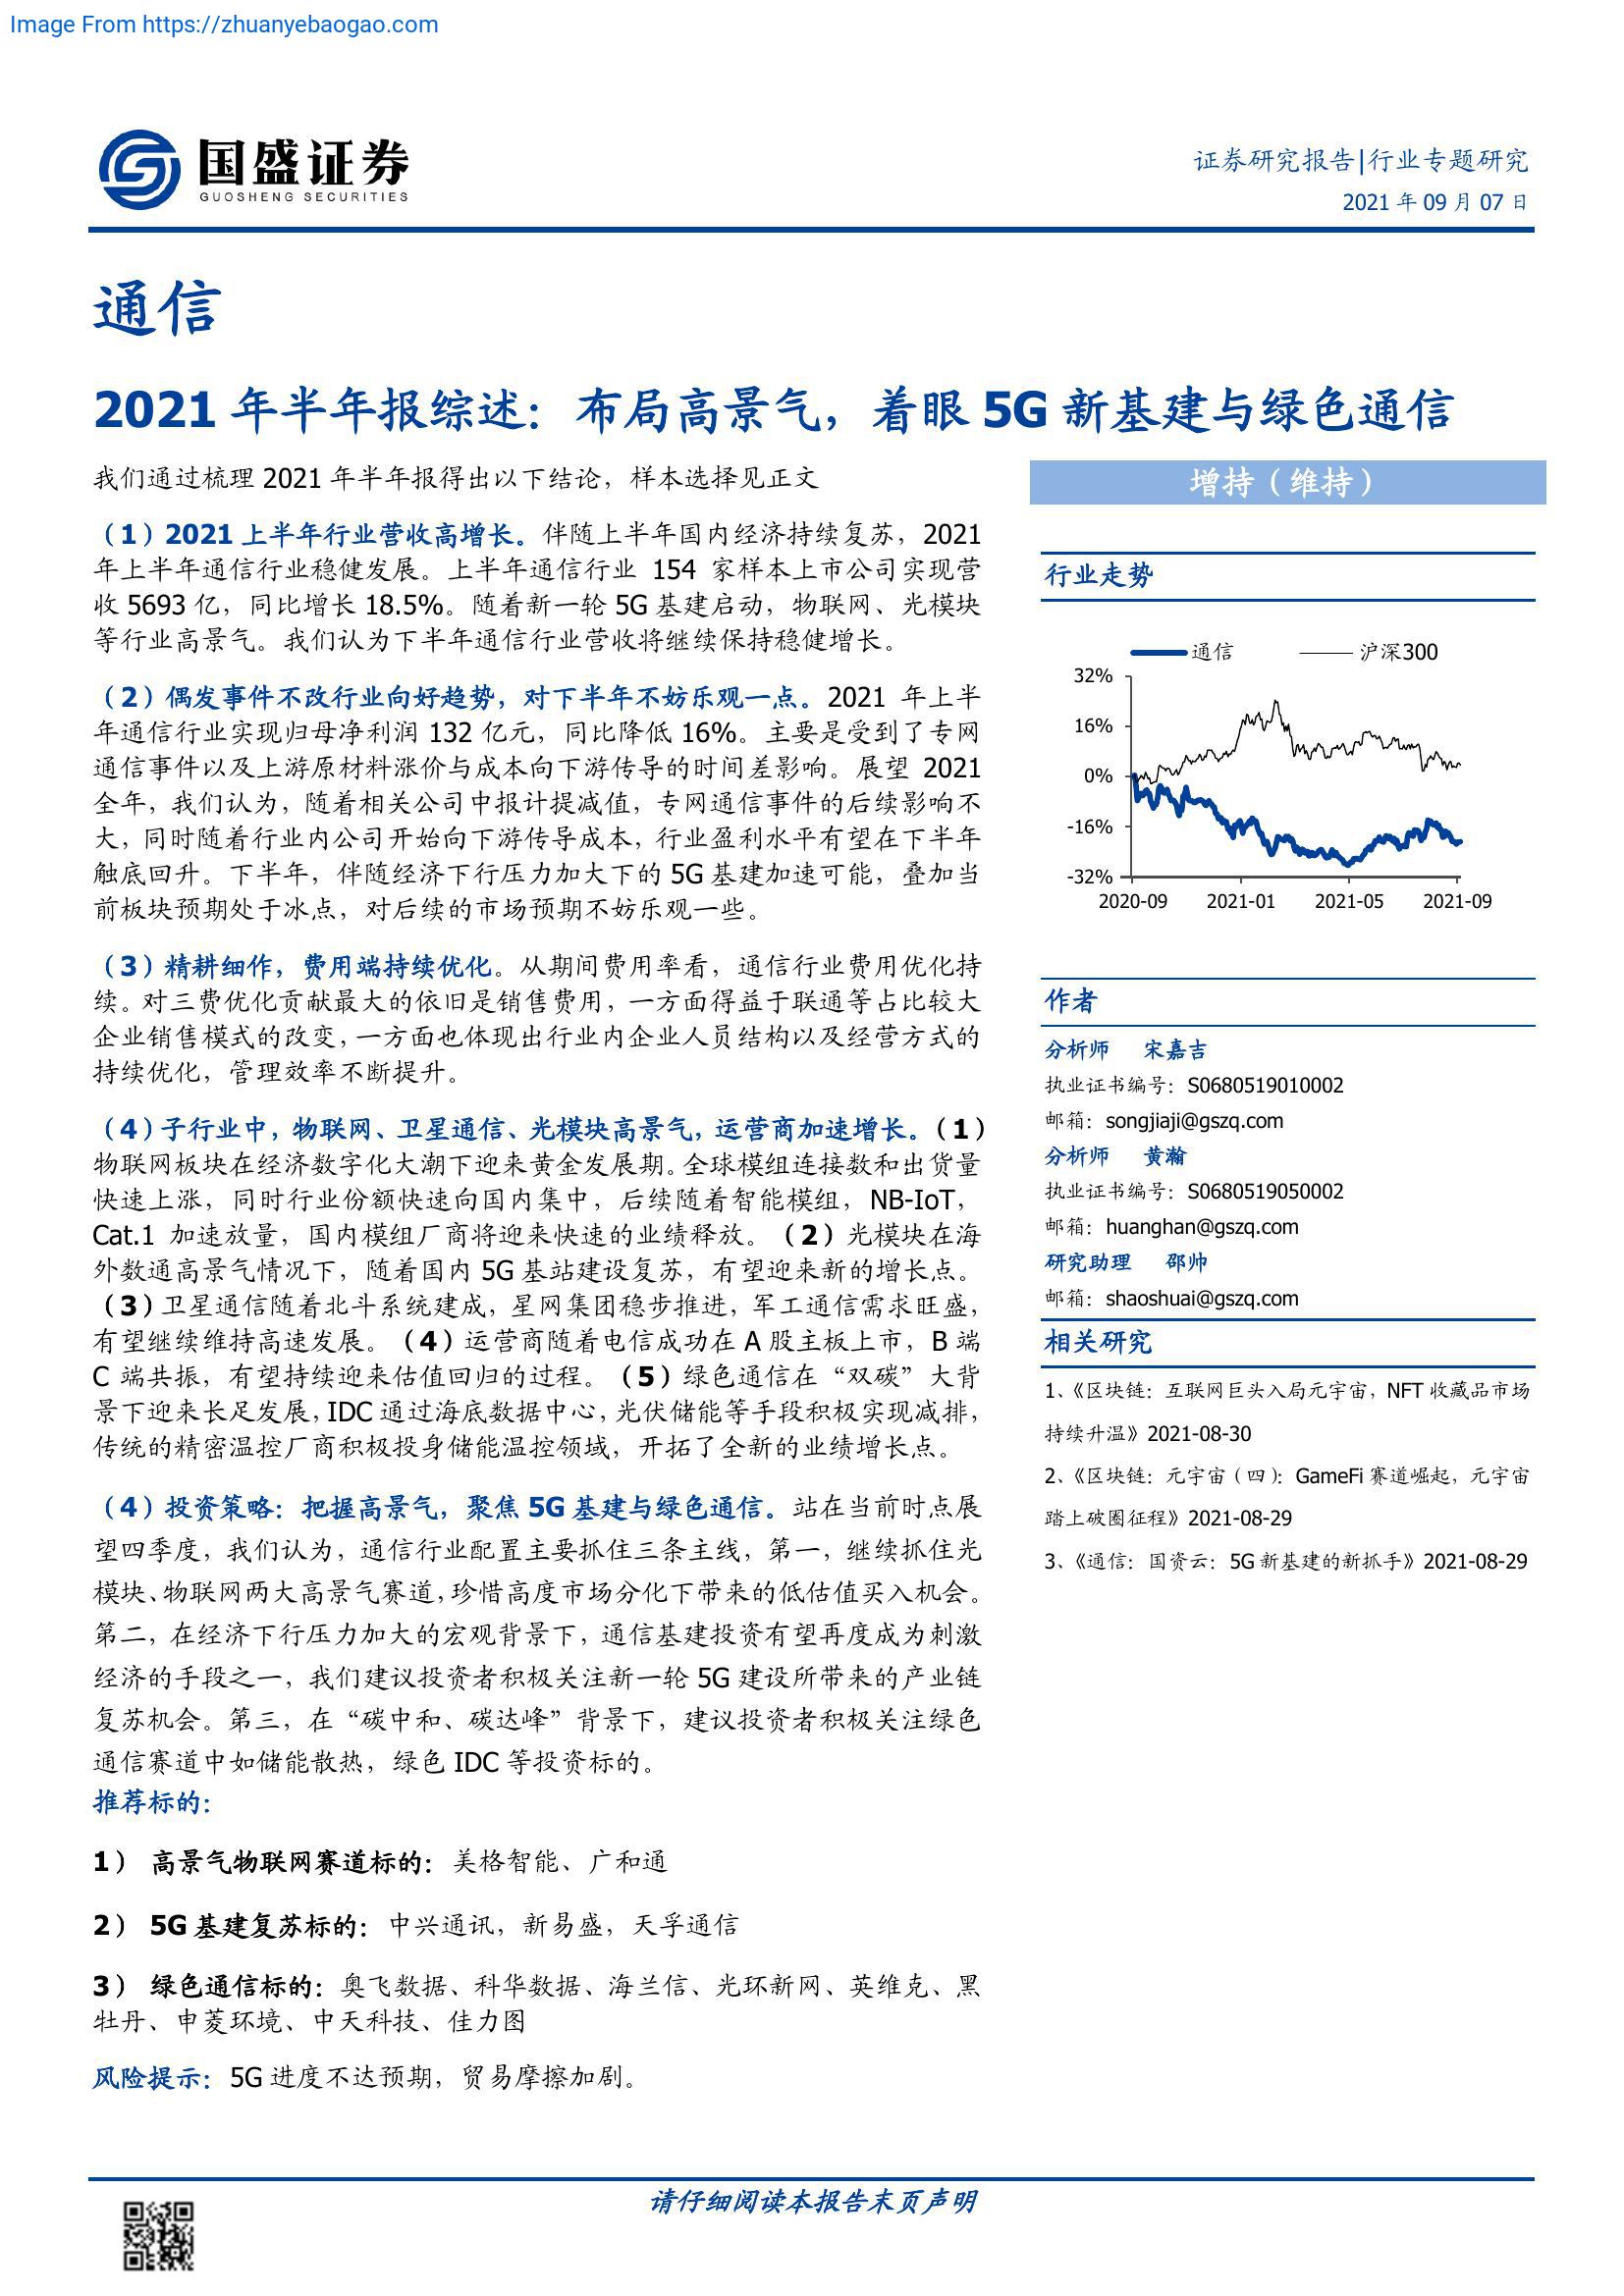 Image From https://zhuanyebaogao.com
国盛证券
GUOSHENG SECURITIES
证券研究报告|行业专题研究
2021 年 09 月 07 日
通信
2021 年半年报综述：布局高景气，着眼 5G 新基建与绿色通信
我们通过梳理 2021 年半年报得出以下结论，样本选择见正文
（1）2021 上半年行业营收高增长。伴随上半年国内经济持续复苏，2021
年上半年通信行业稳健发展。上半年通信行业 154 家样本上市公司实现营
收 5693 亿，同比增长 18.5%。随着新一轮 5G 基建启动，物联网、光模块
等行业高景气。我们认为下半年通信行业营收将继续保持稳健增长。
（2）偶发事件不改行业向好趋势，对下半年不妨乐观一点。2021 年上半
年通信行业实现归母净利润 132 亿元，同比降低 16%。主要是受到了专网
通信事件以及上游原材料涨价与成本向下游传导的时间差影响。展望 2021
全年，我们认为，随着相关公司中报计提减值，专网通信事件的后续影响不
大，同时随着行业内公司开始向下游传导成本，行业盈利水平有望在下半年
触底回升。下半年，伴随经济下行压力加大下的 5G 基建加速可能，叠加当
前板块预期处于冰点，对后续的市场预期不妨乐观一些。
（3）精耕细作，费用端持续优化。从期间费用率看，通信行业费用优化持
续。对三费优化贡献最大的依旧是销售费用，一方面得益于联通等占比较大
企业销售模式的改变，一方面也体现出行业内企业人员结构以及经营方式的
持续优化，管理效率不断提升。
（4）子行业中，物联网、卫星通信、光模块高景气，运营商加速增长。（1）
物联网板块在经济数字化大潮下迎来黄金发展期。全球模组连接数和出货量
快速上涨，同时行业份额快速向国内集中，后续随着智能模组，NB-IoT，
Cat.1 加速放量，国内模组厂商将迎来快速的业绩释放。（2）光模块在海
外数通高景气情况下，随着国内 5G 基站建设复苏，有望迎来新的增长点。
（3）卫星通信随着北斗系统建成，星网集团稳步推进，军工通信需求旺盛，
有望继续维持高速发展。（4）运营商随着电信成功在 A 股主板上市，B 端
C 端共振，有望持续迎来估值回归的过程。（5）绿色通信在“双碳”大背
景下迎来长足发展，IDC 通过海底数据中心，光伏储能等手段积极实现减排，
传统的精密温控厂商积极投身储能温控领域，开拓了全新的业绩增长点。
（4）投资策略：把握高景气，聚焦 5G 基建与绿色通信。站在当前时点展
望四季度，我们认为，通信行业配置主要抓住三条主线，第一，继续抓住光
模块、物联网两大高景气赛道，珍惜高度市场分化下带来的低估值买入机会。
第二，在经济下行压力加大的宏观背景下，通信基建投资有望再度成为刺激
经济的手段之一，我们建议投资者积极关注新一轮 5G 建设所带来的产业链
复苏机会。第三，在“碳中和、碳达峰”背景下，建议投资者积极关注绿色
通信赛道中如储能散热，绿色 IDC 等投资标的。
推荐标的：
1） 高景气物联网赛道标的：美格智能、广和通
2） 5G 基建复苏标的：中兴通讯，新易盛，天孚通信
3） 绿色通信标的：奥飞数据、科华数据、海兰信、光环新网、英维克、黑
牡丹、申菱环境、中天科技、佳力图
风险提示：5G 进度不达预期，贸易摩擦加剧。
增持（维持）
行业走势
通信 沪深300
32%
16%
0%
-16%
-32%
2020-09 2021-01 2021-05 2021-09
作者
分析师 宋嘉吉
执业证书编号：S0680519010002
邮箱：songjiaji@gszq.com
分析师 黄瀚
执业证书编号：S0680519050002
邮箱：huanghan@gszq.com
研究助理 邵帅
邮箱：shaoshuai@gszq.com
相关研究
1、《区块链：互联网巨头入局元宇宙，NFT 收藏品市场
持续升温》2021-08-30
2、《区块链：元宇宙（四）：GameFi 赛道崛起，元宇宙
踏上破圈征程》2021-08-29
3、《通信：国资云：5G 新基建的新抓手》2021-08-29
请仔细阅读本报告末页声明